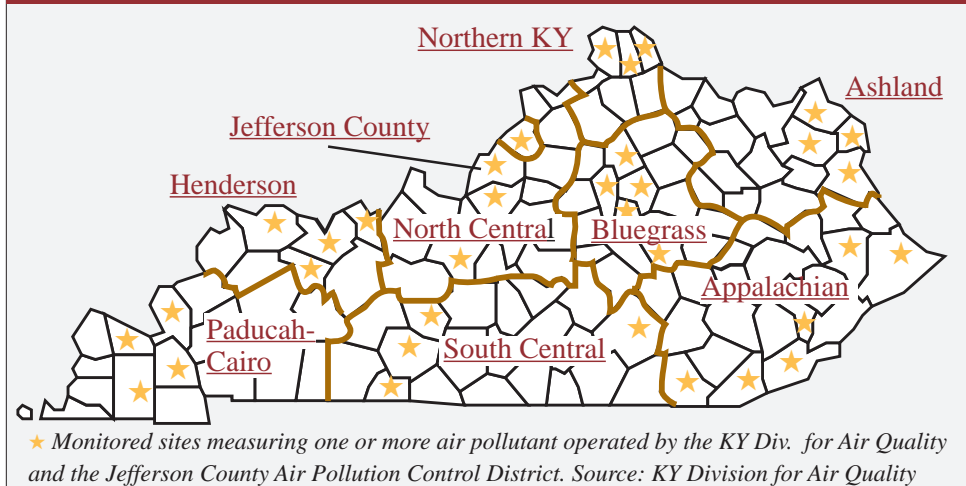 Northern KY
Ashland
Jefferson County
Henderson
North Central
Bluegrass
Appalachian
Paducah-
Cairo
South Central
★ Monitored sites measuring one or more air pollutant operated by the KY Div. for Air Quality
and the Jefferson County Air Pollution Control District. Source: KY Division for Air Quality